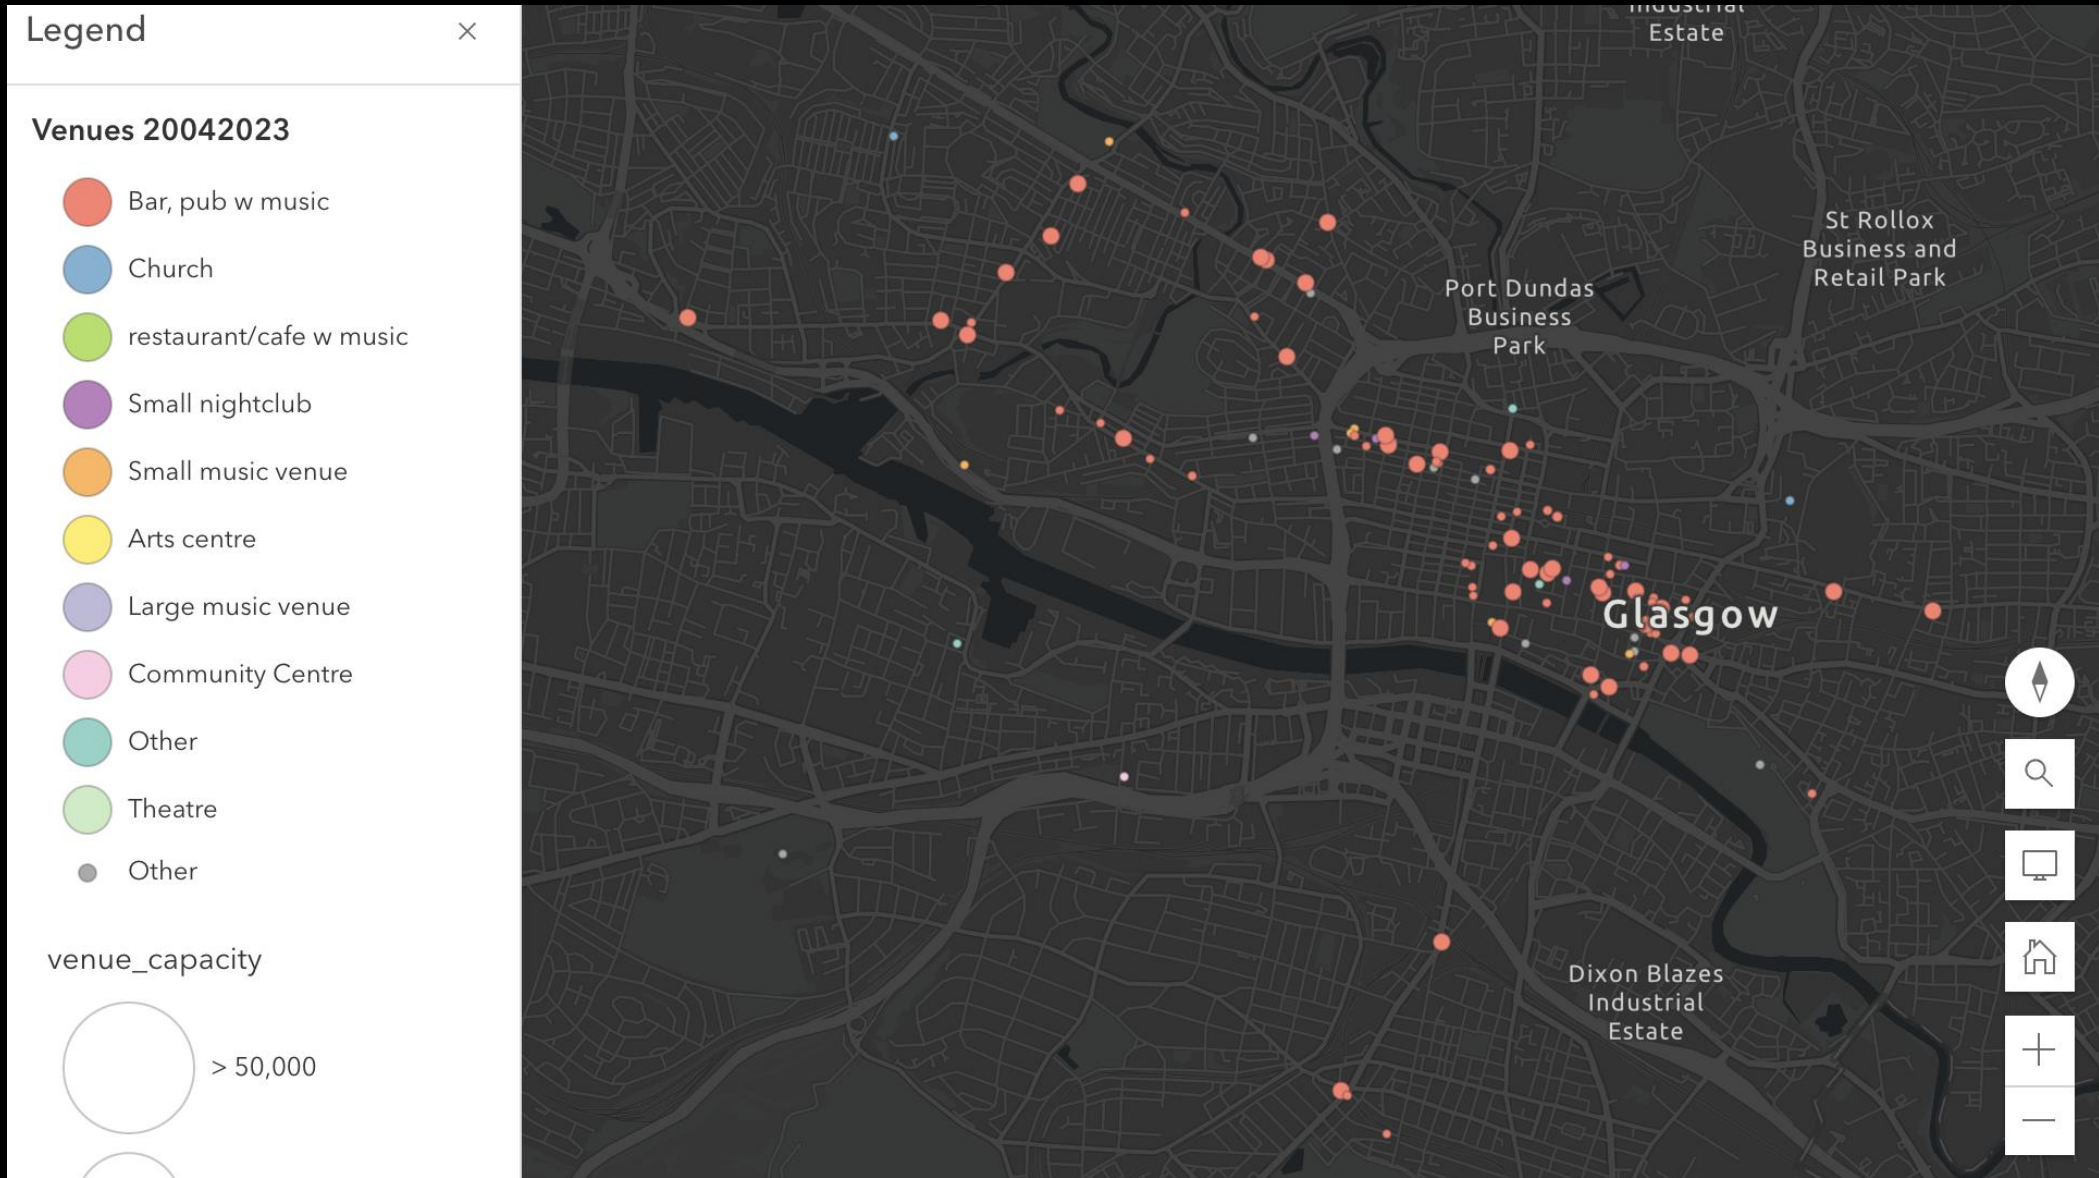 Legend
Venues 20042023
Bar, pub w music
Church
restaurant/cafe w music
Small nightclub
Small music venue
Arts centre
Large music venue
Community Centre
Other
Theatre
Other
venue_capacity
> 50,000
Industrial
Estate
St Rollox
Business and
Retail Park
Port Dundas
Business
Park
Glasgow
Dixon Blazes
Industrial
Estate